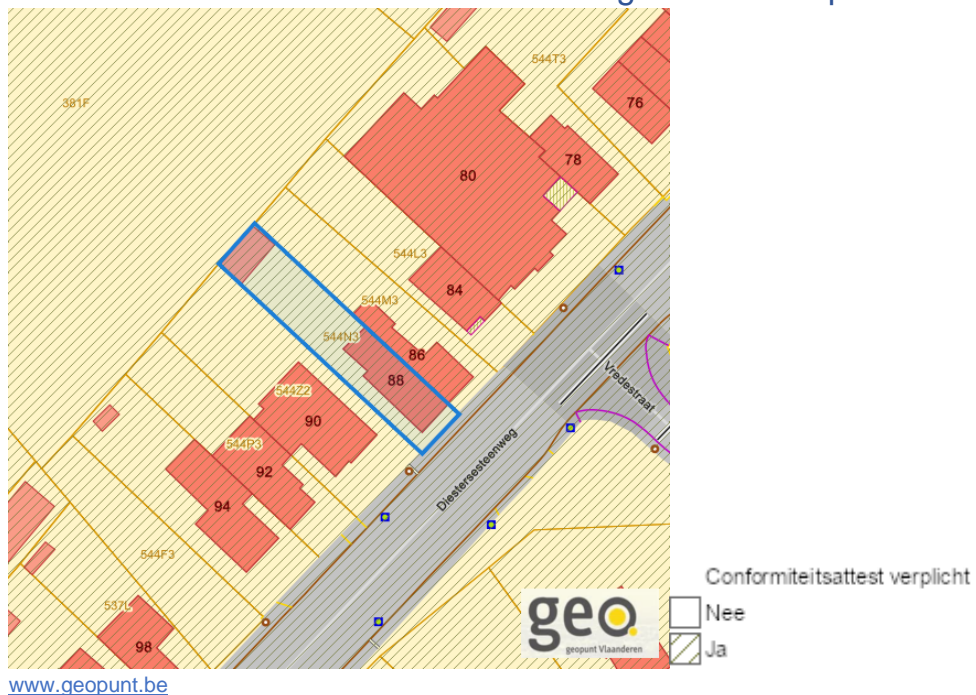 544T3
381F
76
78
80
544L3
84
544M3
544N3
86
88
Vredestraat
544Z2
90
544P3
92
94
Diestersesteenweg
544F3
537L
98
geo.
geopunt Vlaanderen
Conformiteitsattest verplicht
Nee
Ja
www.geopunt.be